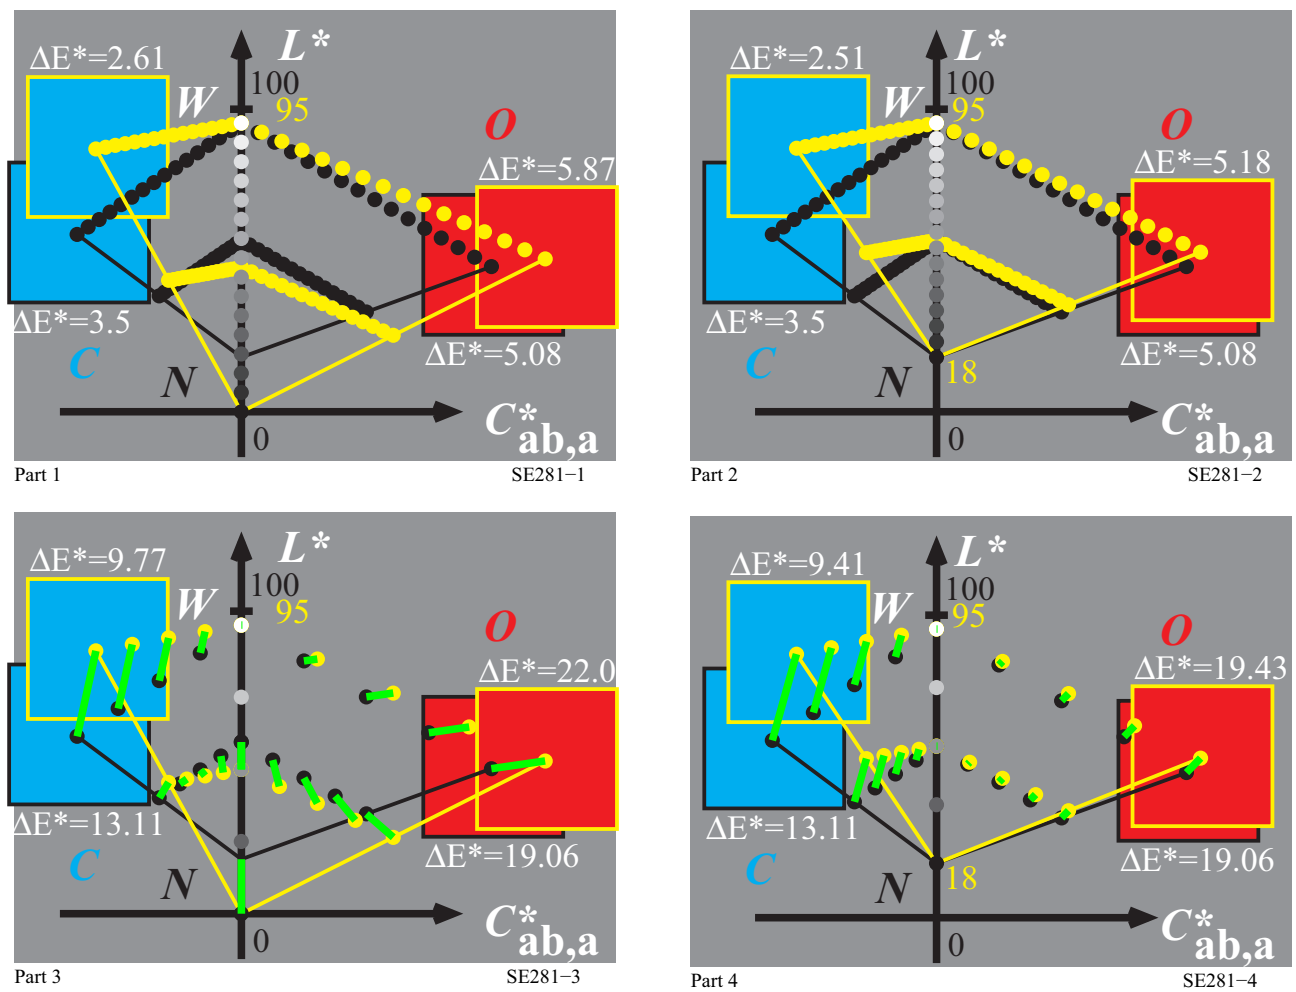 ΔE*=2.61
L*
100
W 95
O
ΔE*=5.87
ΔE*=3.5
ΔE*=5.08
C
N
C*ab,a
0
Part 1 SE281−1
ΔE*=2.51
L*
100
W 95
O
ΔE*=5.18
ΔE*=3.5
ΔE*=5.08
C
N 18
C*ab,a
0
Part 2 SE281−2
ΔE*=9.77
L*
100
W 95
O
ΔE*=22.0
ΔE*=13.11
ΔE*=19.06
C
N
C*ab,a
0
Part 3 SE281−3
ΔE*=9.41
L*
100
W 95
O
ΔE*=19.43
ΔE*=13.11
ΔE*=19.06
C
N 18
C*ab,a
0
Part 4 SE281−4